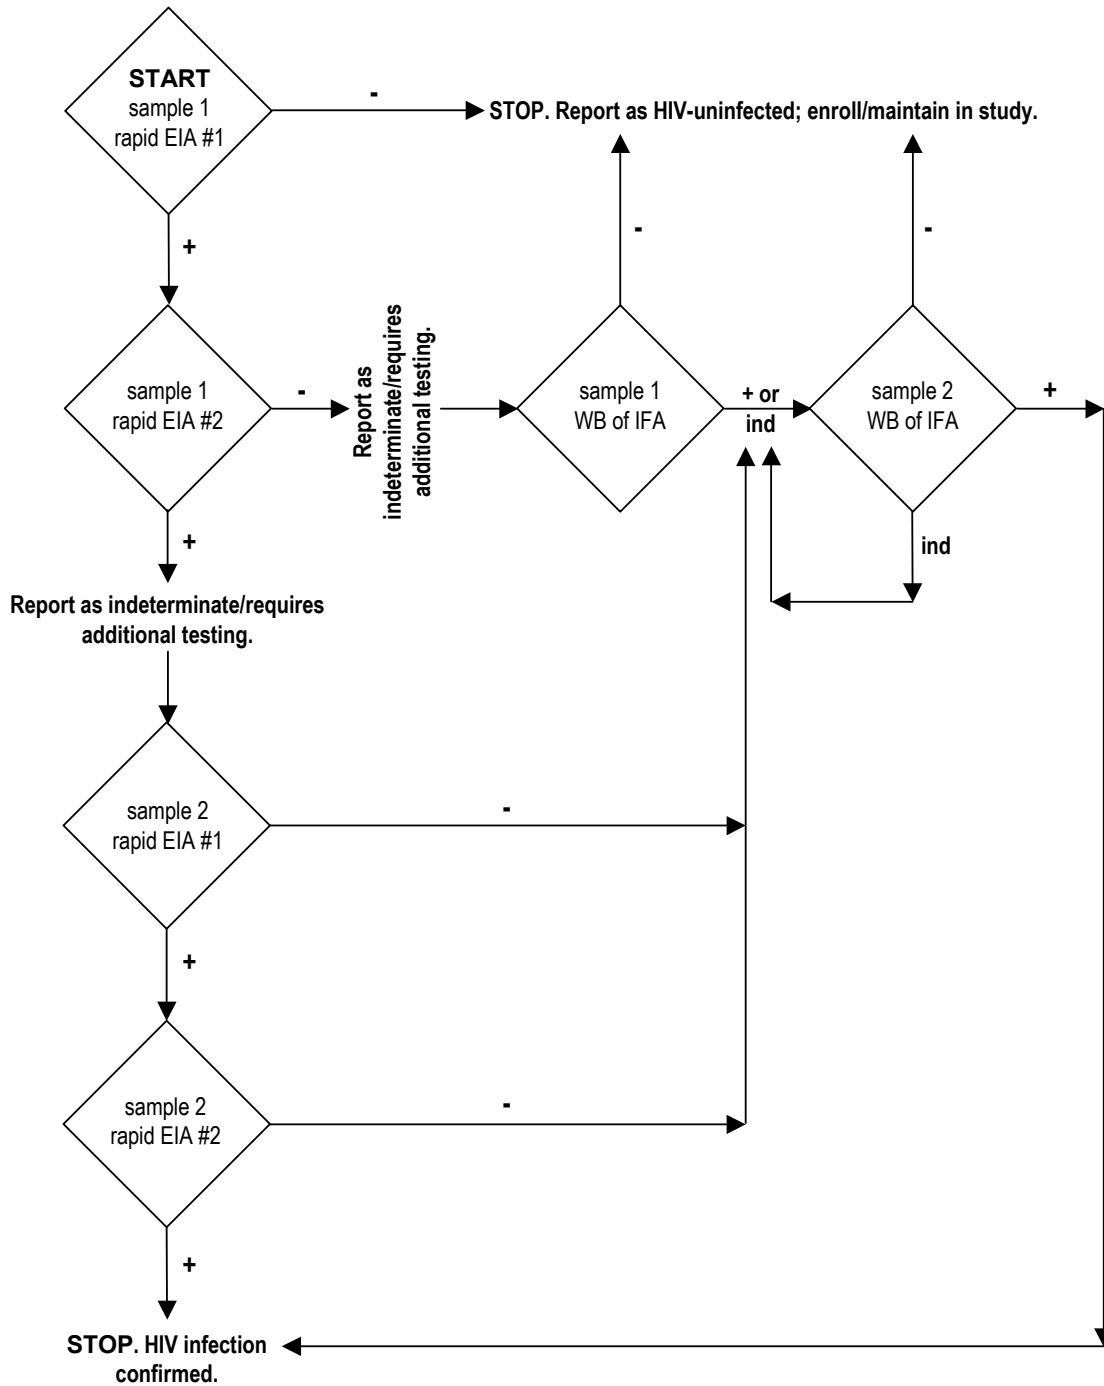 START
sample 1
rapid EIA #1
-
STOP. Report as HIV-uninfected; enroll/maintain in study.
+
-
-
sample 1
rapid EIA #2
-
Report as
indeterminate/requires
additional testing.
sample 1
WB of IFA
+ or
ind
sample 2
WB of IFA
+
+
ind
Report as indeterminate/requires
additional testing.
sample 2
rapid EIA #1
-
+
sample 2
rapid EIA #2
-
+
STOP. HIV infection
confirmed.